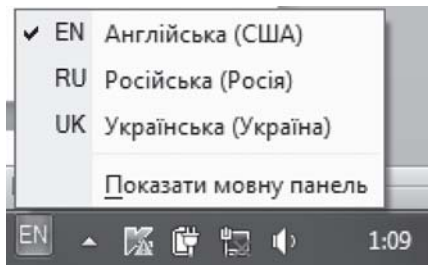 ✓ EN Англійська (США)
RU Російська (Росія)
UK Українська (Україна)
Показати мовну панель
EN 1:09